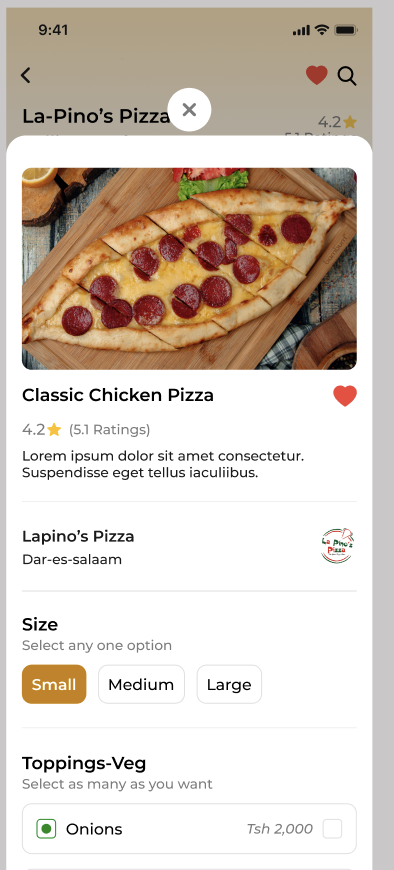 9:41
La-Pino's Pizza
4.2
5.1 Ratings
Classic Chicken Pizza
4.2 (5.1 Ratings)
Lorem ipsum dolor sit amet consectetur.
Suspendisse eget tellus iaculiibus.
Lapino's Pizza
Dar-es-salaam
La Pino's
Pizza
Size
Select any one option
Small Medium Large
Toppings-Veg
Select as many as you want
Onions Tsh 2,000